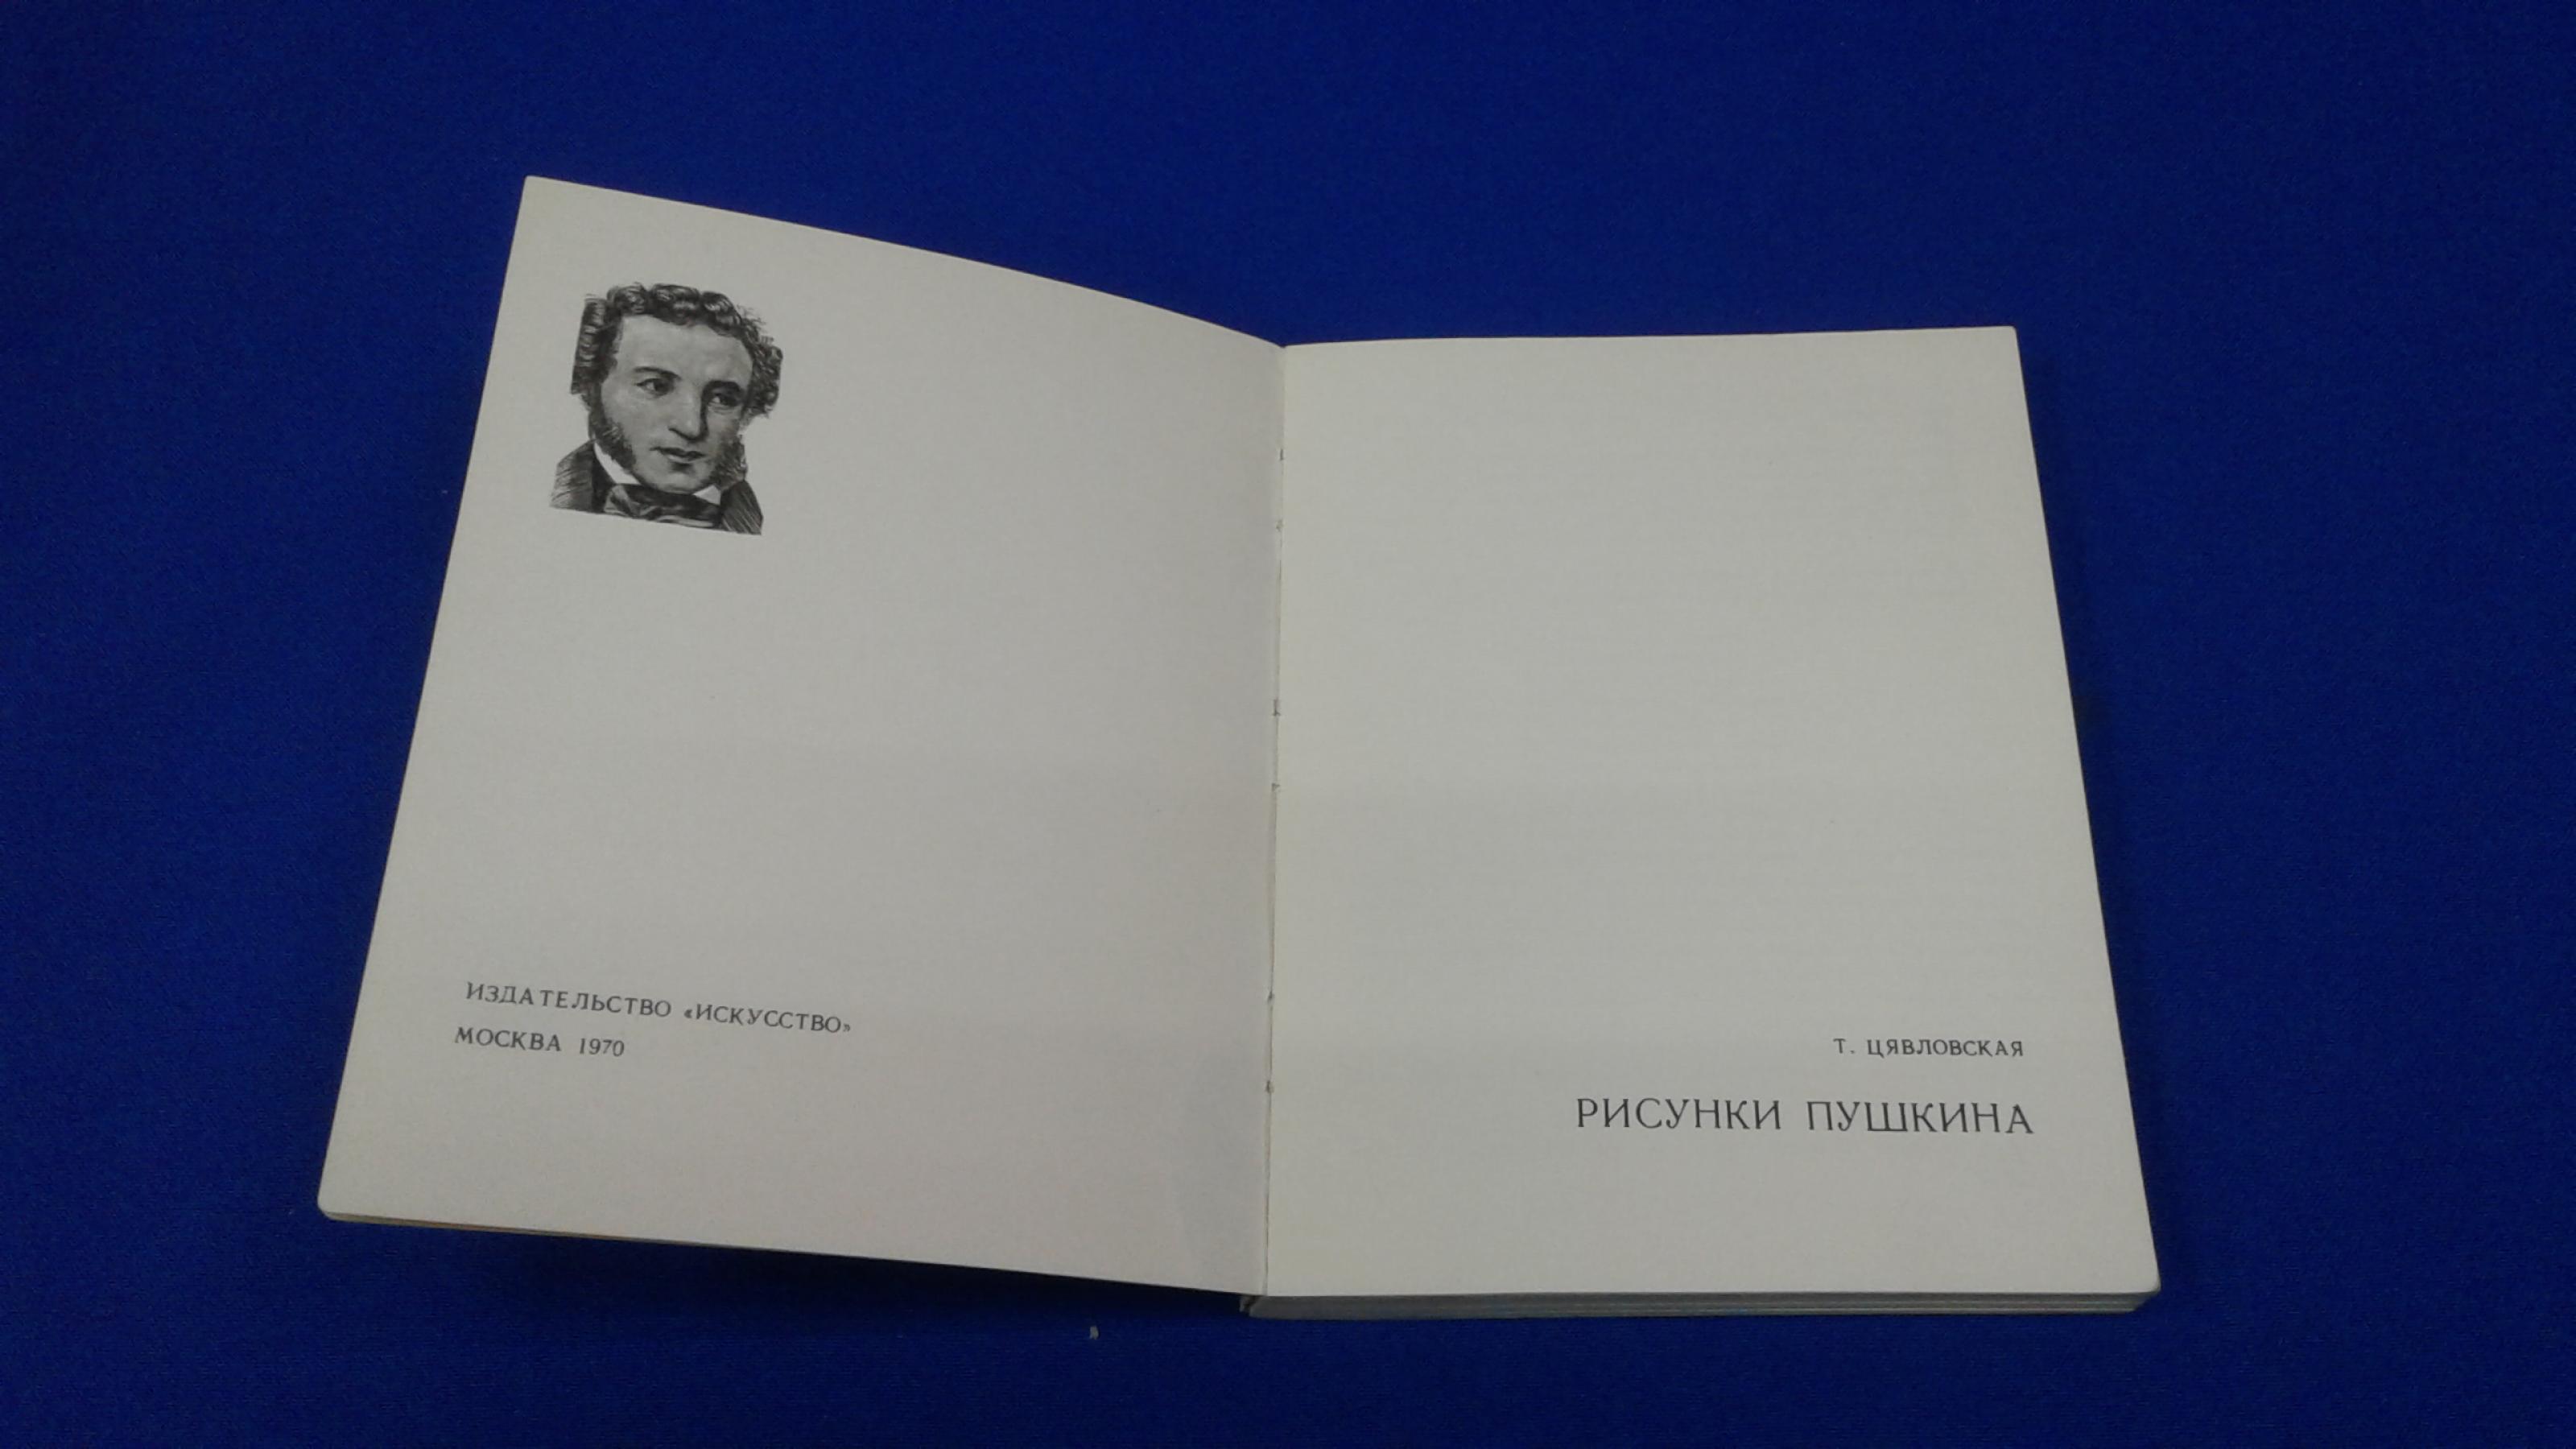 ИЗДАТЕЛЬСТВО «ИСКУССТВО»
МОСКВА 1970
Т. ЦЯВЛОВСКАЯ
РИСУНКИ ПУШКИНА